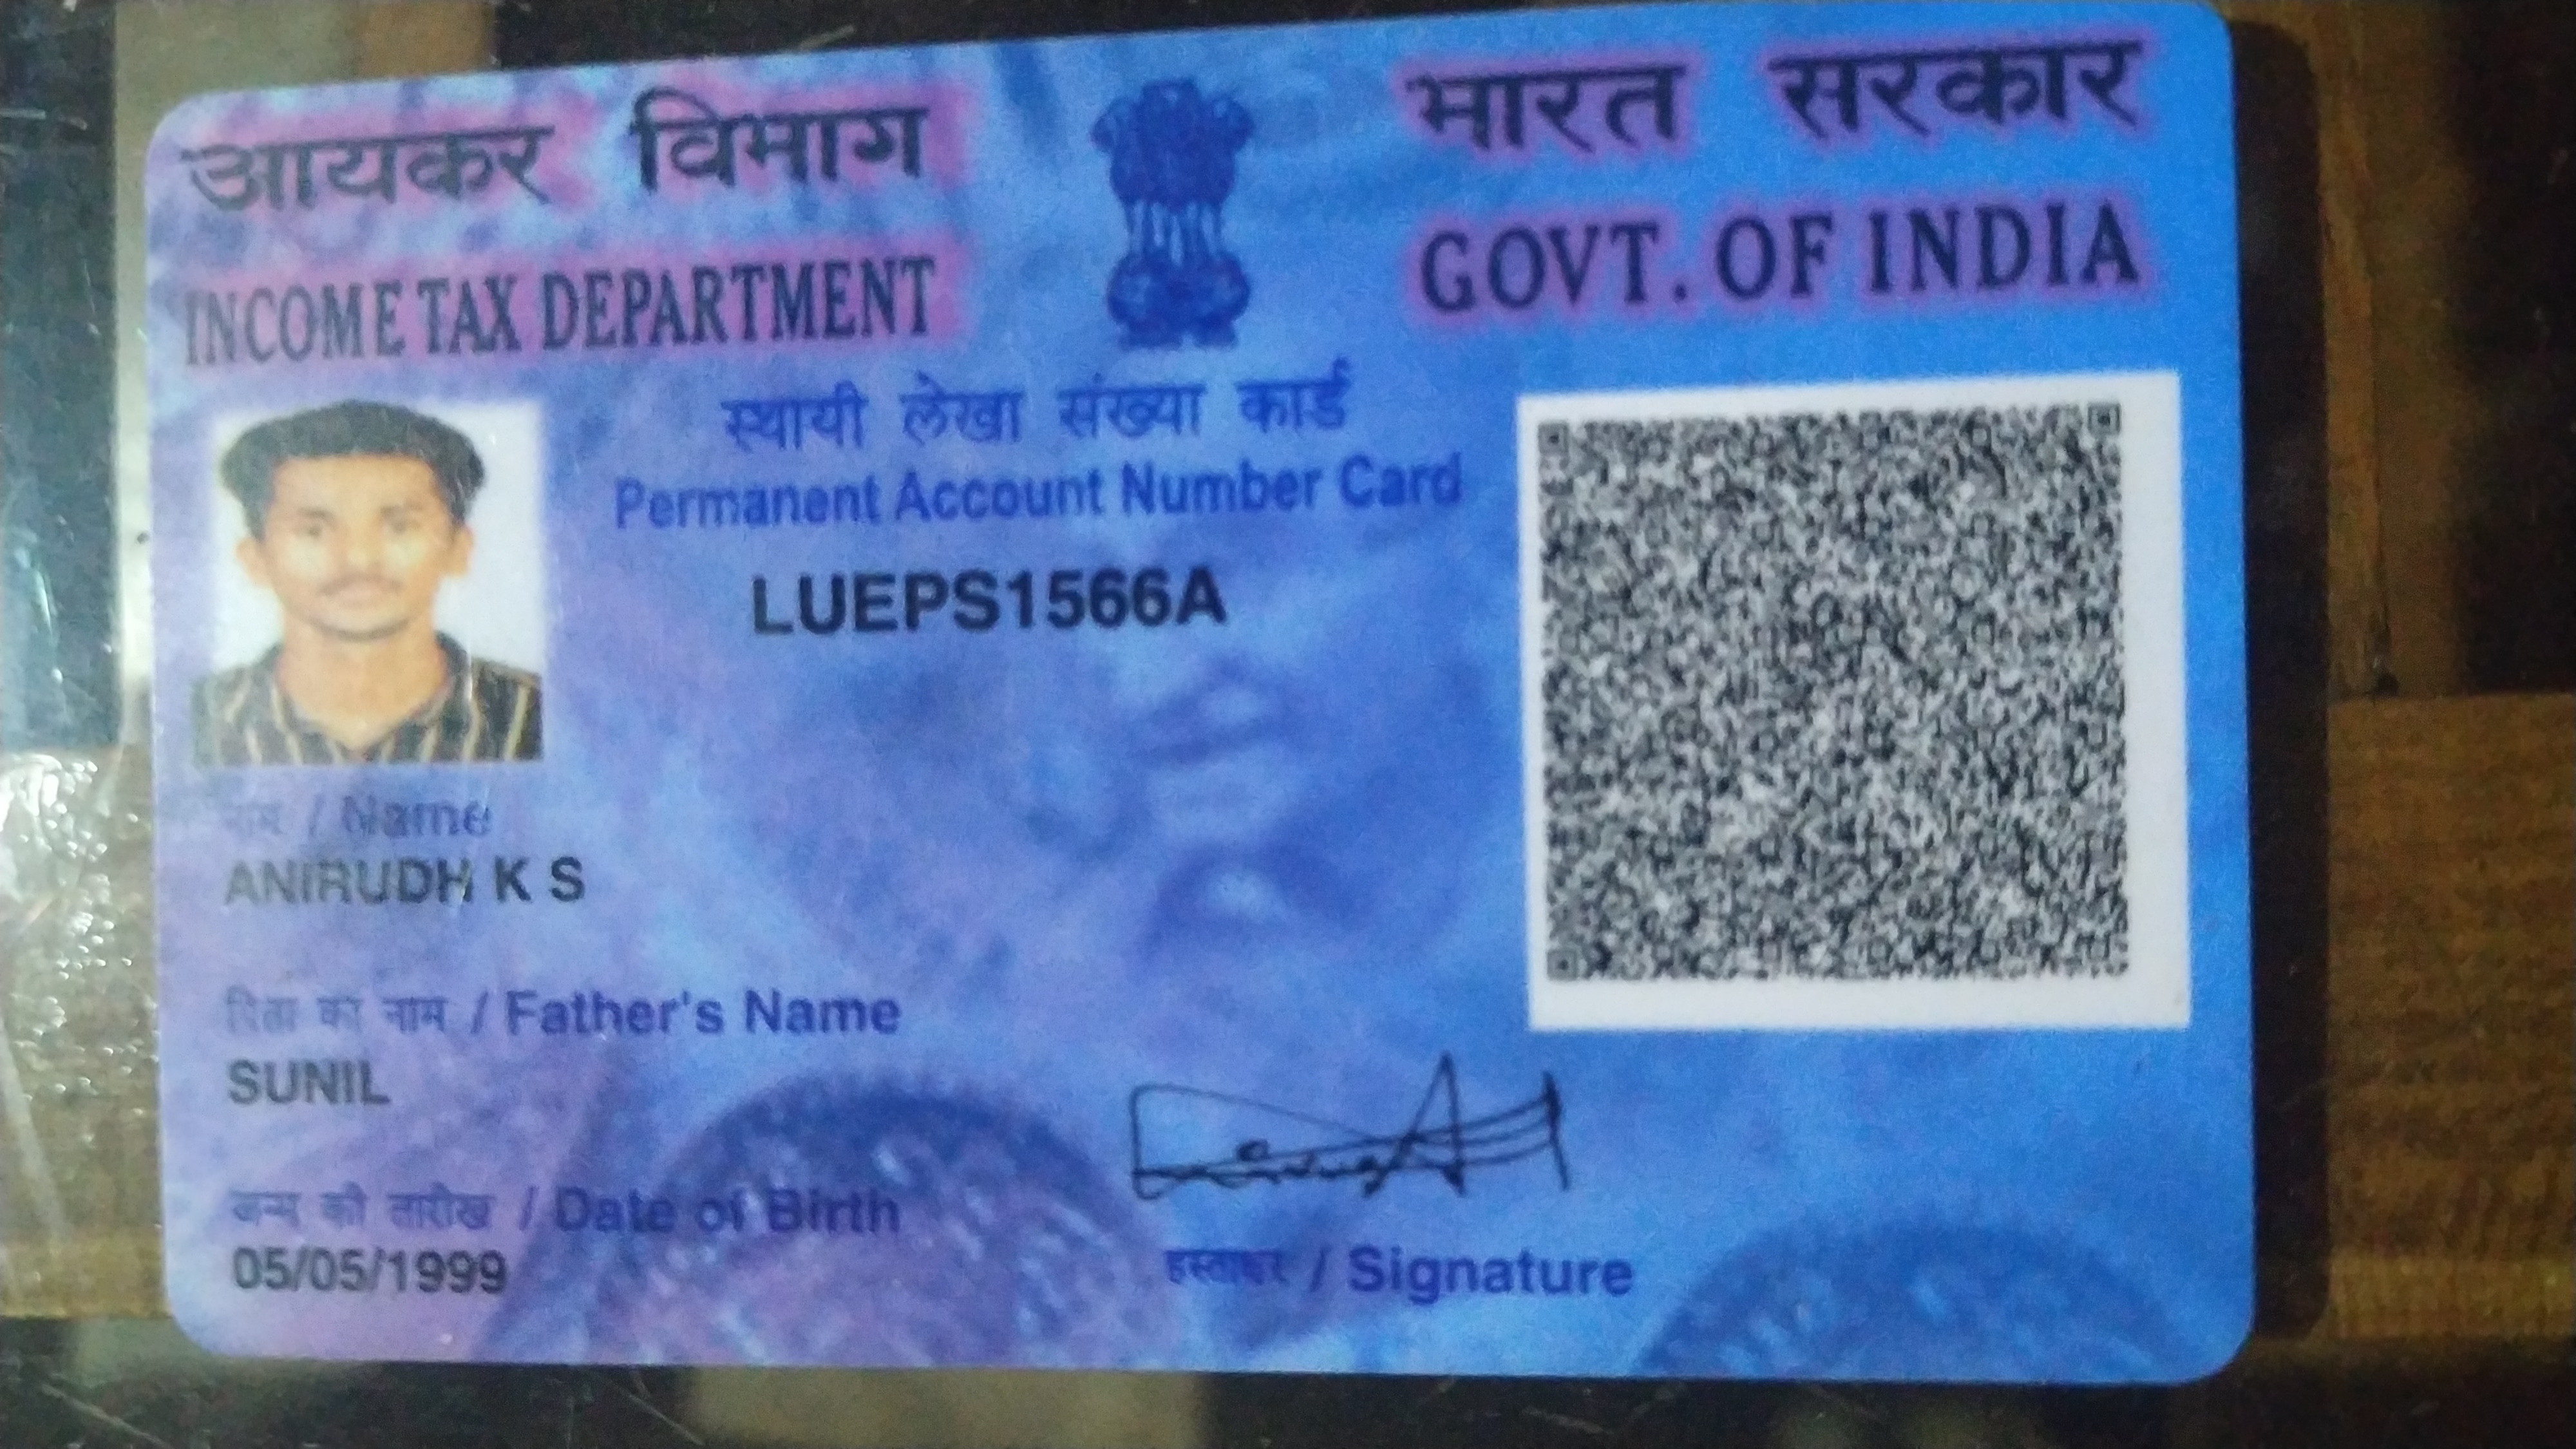 आयकर विभाग
INCOME TAX DEPARTMENT
भारत सरकार
GOVT. OF INDIA
स्थायी लेखा संख्या कार्ड
Permanent Account Number Card
LUEPS1566A
नाम / Name
ANIRUDH K S
पिता का नाम / Father's Name
SUNIL
जन्म की तारीख / Date of Birth
05/05/1999
हस्ताक्षर / Signature